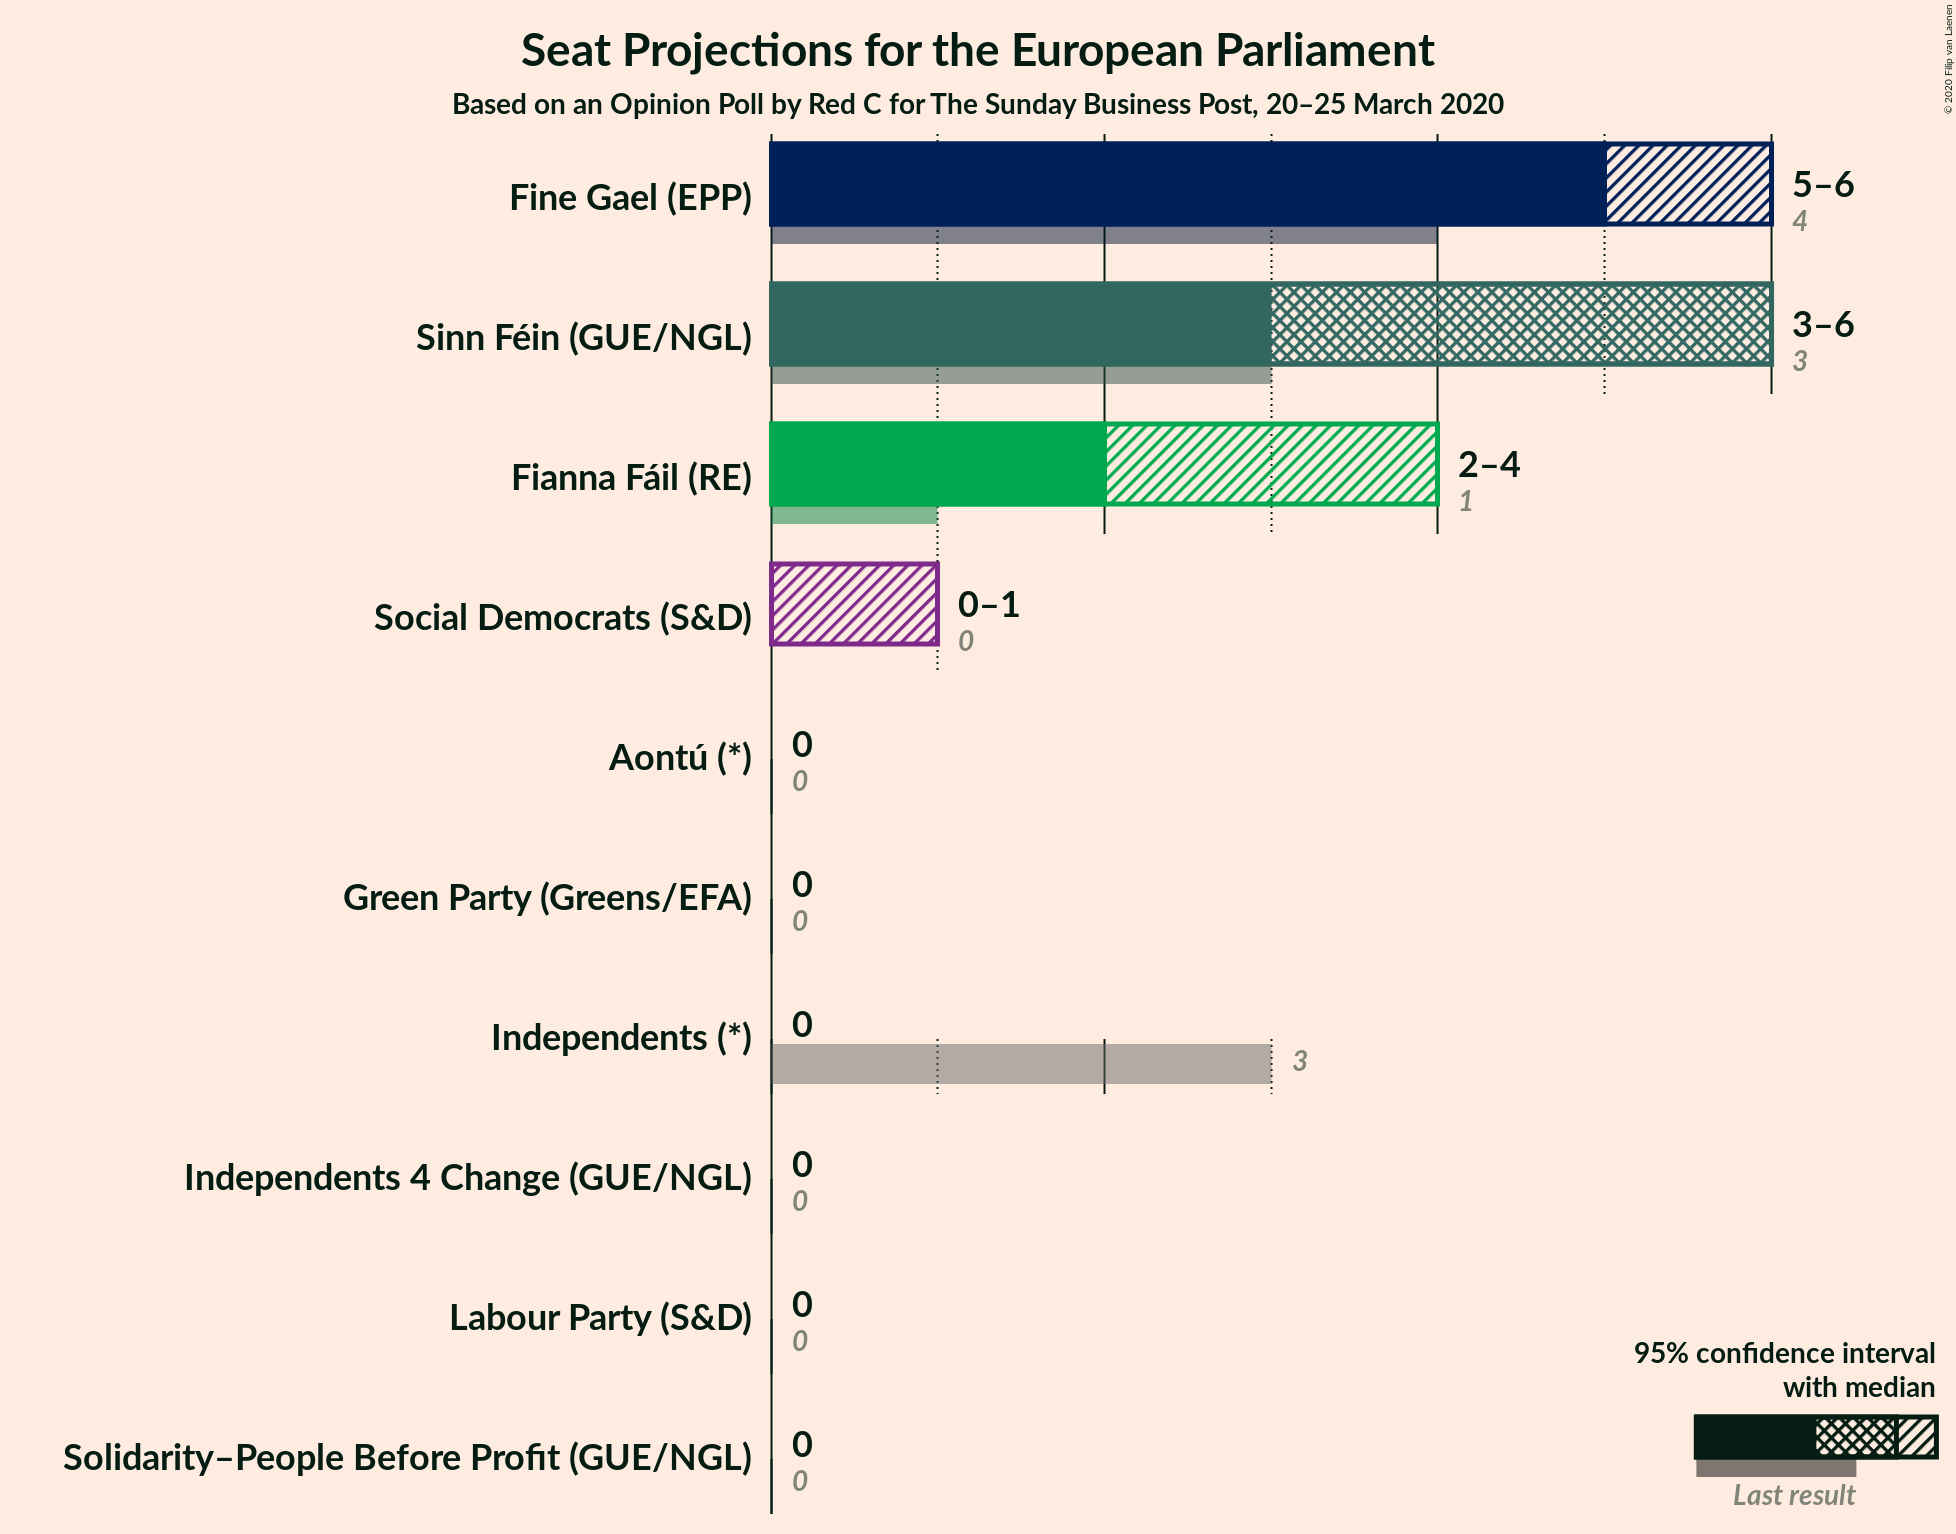 Seat Projections for the European Parliament
Based on an Opinion Poll by Red C for The Sunday Business Post, 20–25 March 2020
© 2020 Filip van Laenen
Fine Gael (EPP)
5–6
4
Sinn Féin (GUE/NGL)
3–6
3
Fianna Fáil (RE)
2–4
1
Social Democrats (S&D)
0–1
0
Aontú (*)
0
0
Green Party (Greens/EFA)
0
0
Independents (*)
0
3
Independents 4 Change (GUE/NGL)
0
0
Labour Party (S&D)
0
0
Solidarity–People Before Profit (GUE/NGL)
0
0
95% confidence interval
with median
Last result